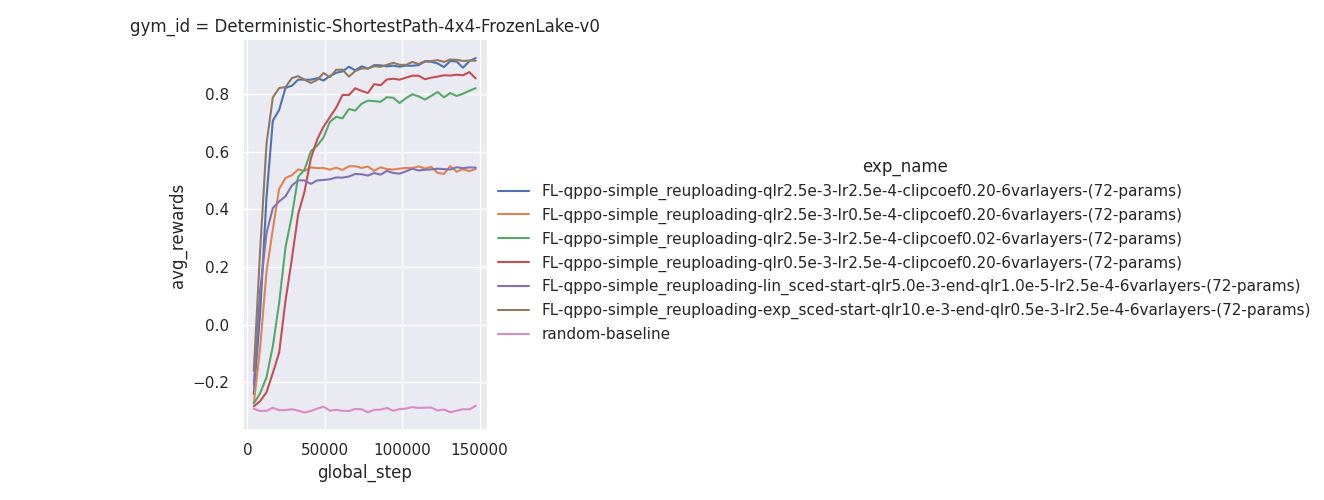 gym_id = Deterministic-ShortestPath-4x4-FrozenLake-v0
avg_rewards
0.8
0.6
0.4
0.2
0.0
−0.2
0
50000
100000
150000
global_step
exp_name
FL-qppo-simple_reuploading-qlr2.5e-3-lr2.5e-4-clipcoef0.20-6varlayers-(72-params)
FL-qppo-simple_reuploading-qlr2.5e-3-lr0.5e-4-clipcoef0.20-6varlayers-(72-params)
FL-qppo-simple_reuploading-qlr2.5e-3-lr2.5e-4-clipcoef0.02-6varlayers-(72-params)
FL-qppo-simple_reuploading-qlr0.5e-3-lr2.5e-4-clipcoef0.20-6varlayers-(72-params)
FL-qppo-simple_reuploading-lin_sced-start-qlr5.0e-3-end-qlr1.0e-5-lr2.5e-4-6varlayers-(72-params)
FL-qppo-simple_reuploading-exp_sced-start-qlr10.e-3-end-qlr0.5e-3-lr2.5e-4-6varlayers-(72-params)
random-baseline